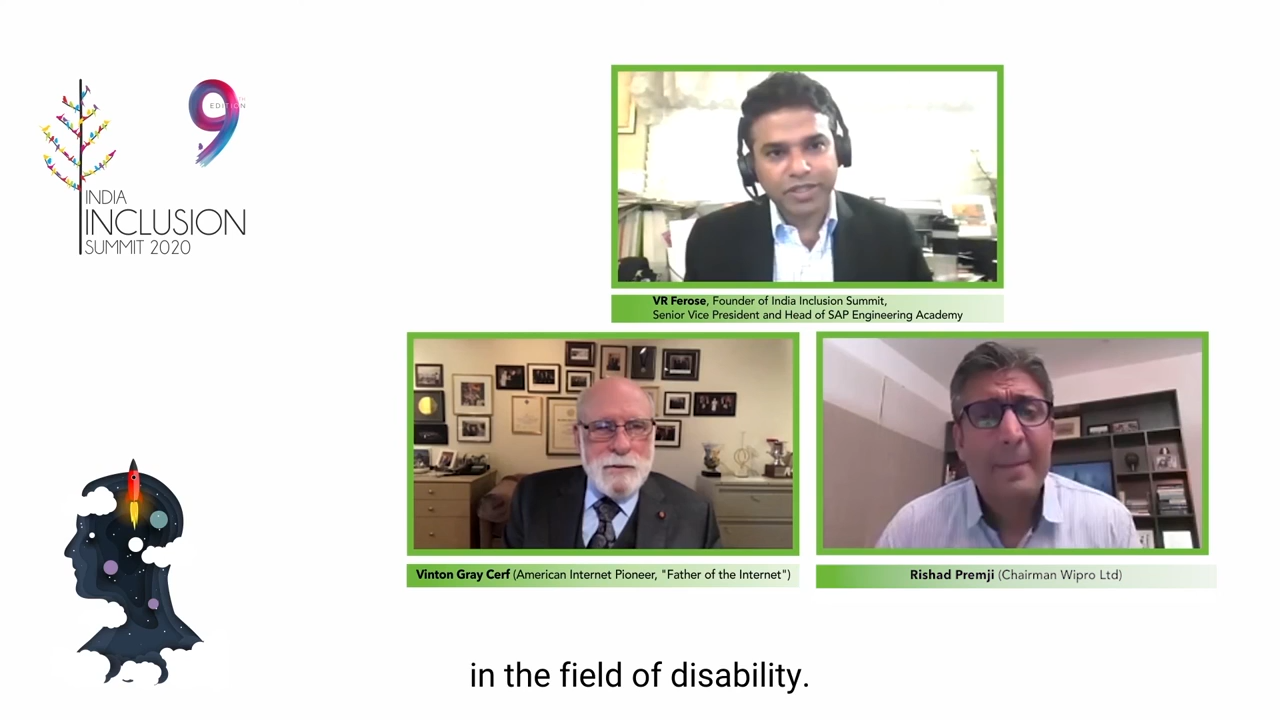 9
TH
EDITION
INDIA
INCLUSION
SUMMIT 2020
VR Ferose, Founder of India Inclusion Summit,
Senior Vice President and Head of SAP Engineering Academy
Vinton Gray Cerf (American Internet Pioneer, "Father of the Internet")
Rishad Premji (Chairman Wipro Ltd)
in the field of disability.